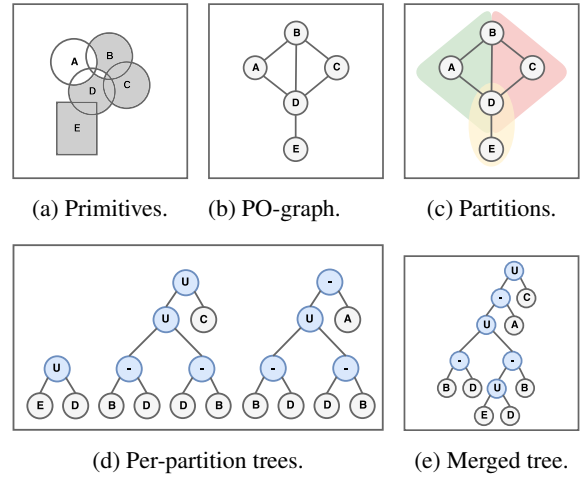 A B
D C
E
B
A C
D
E
B
A C
D
E
(a) Primitives. (b) PO-graph. (c) Partitions.
U -
U C U A
U - - - -
E D B D D B B D D B
U
- C
U A
- -
B D U B
E D
(d) Per-partition trees. (e) Merged tree.